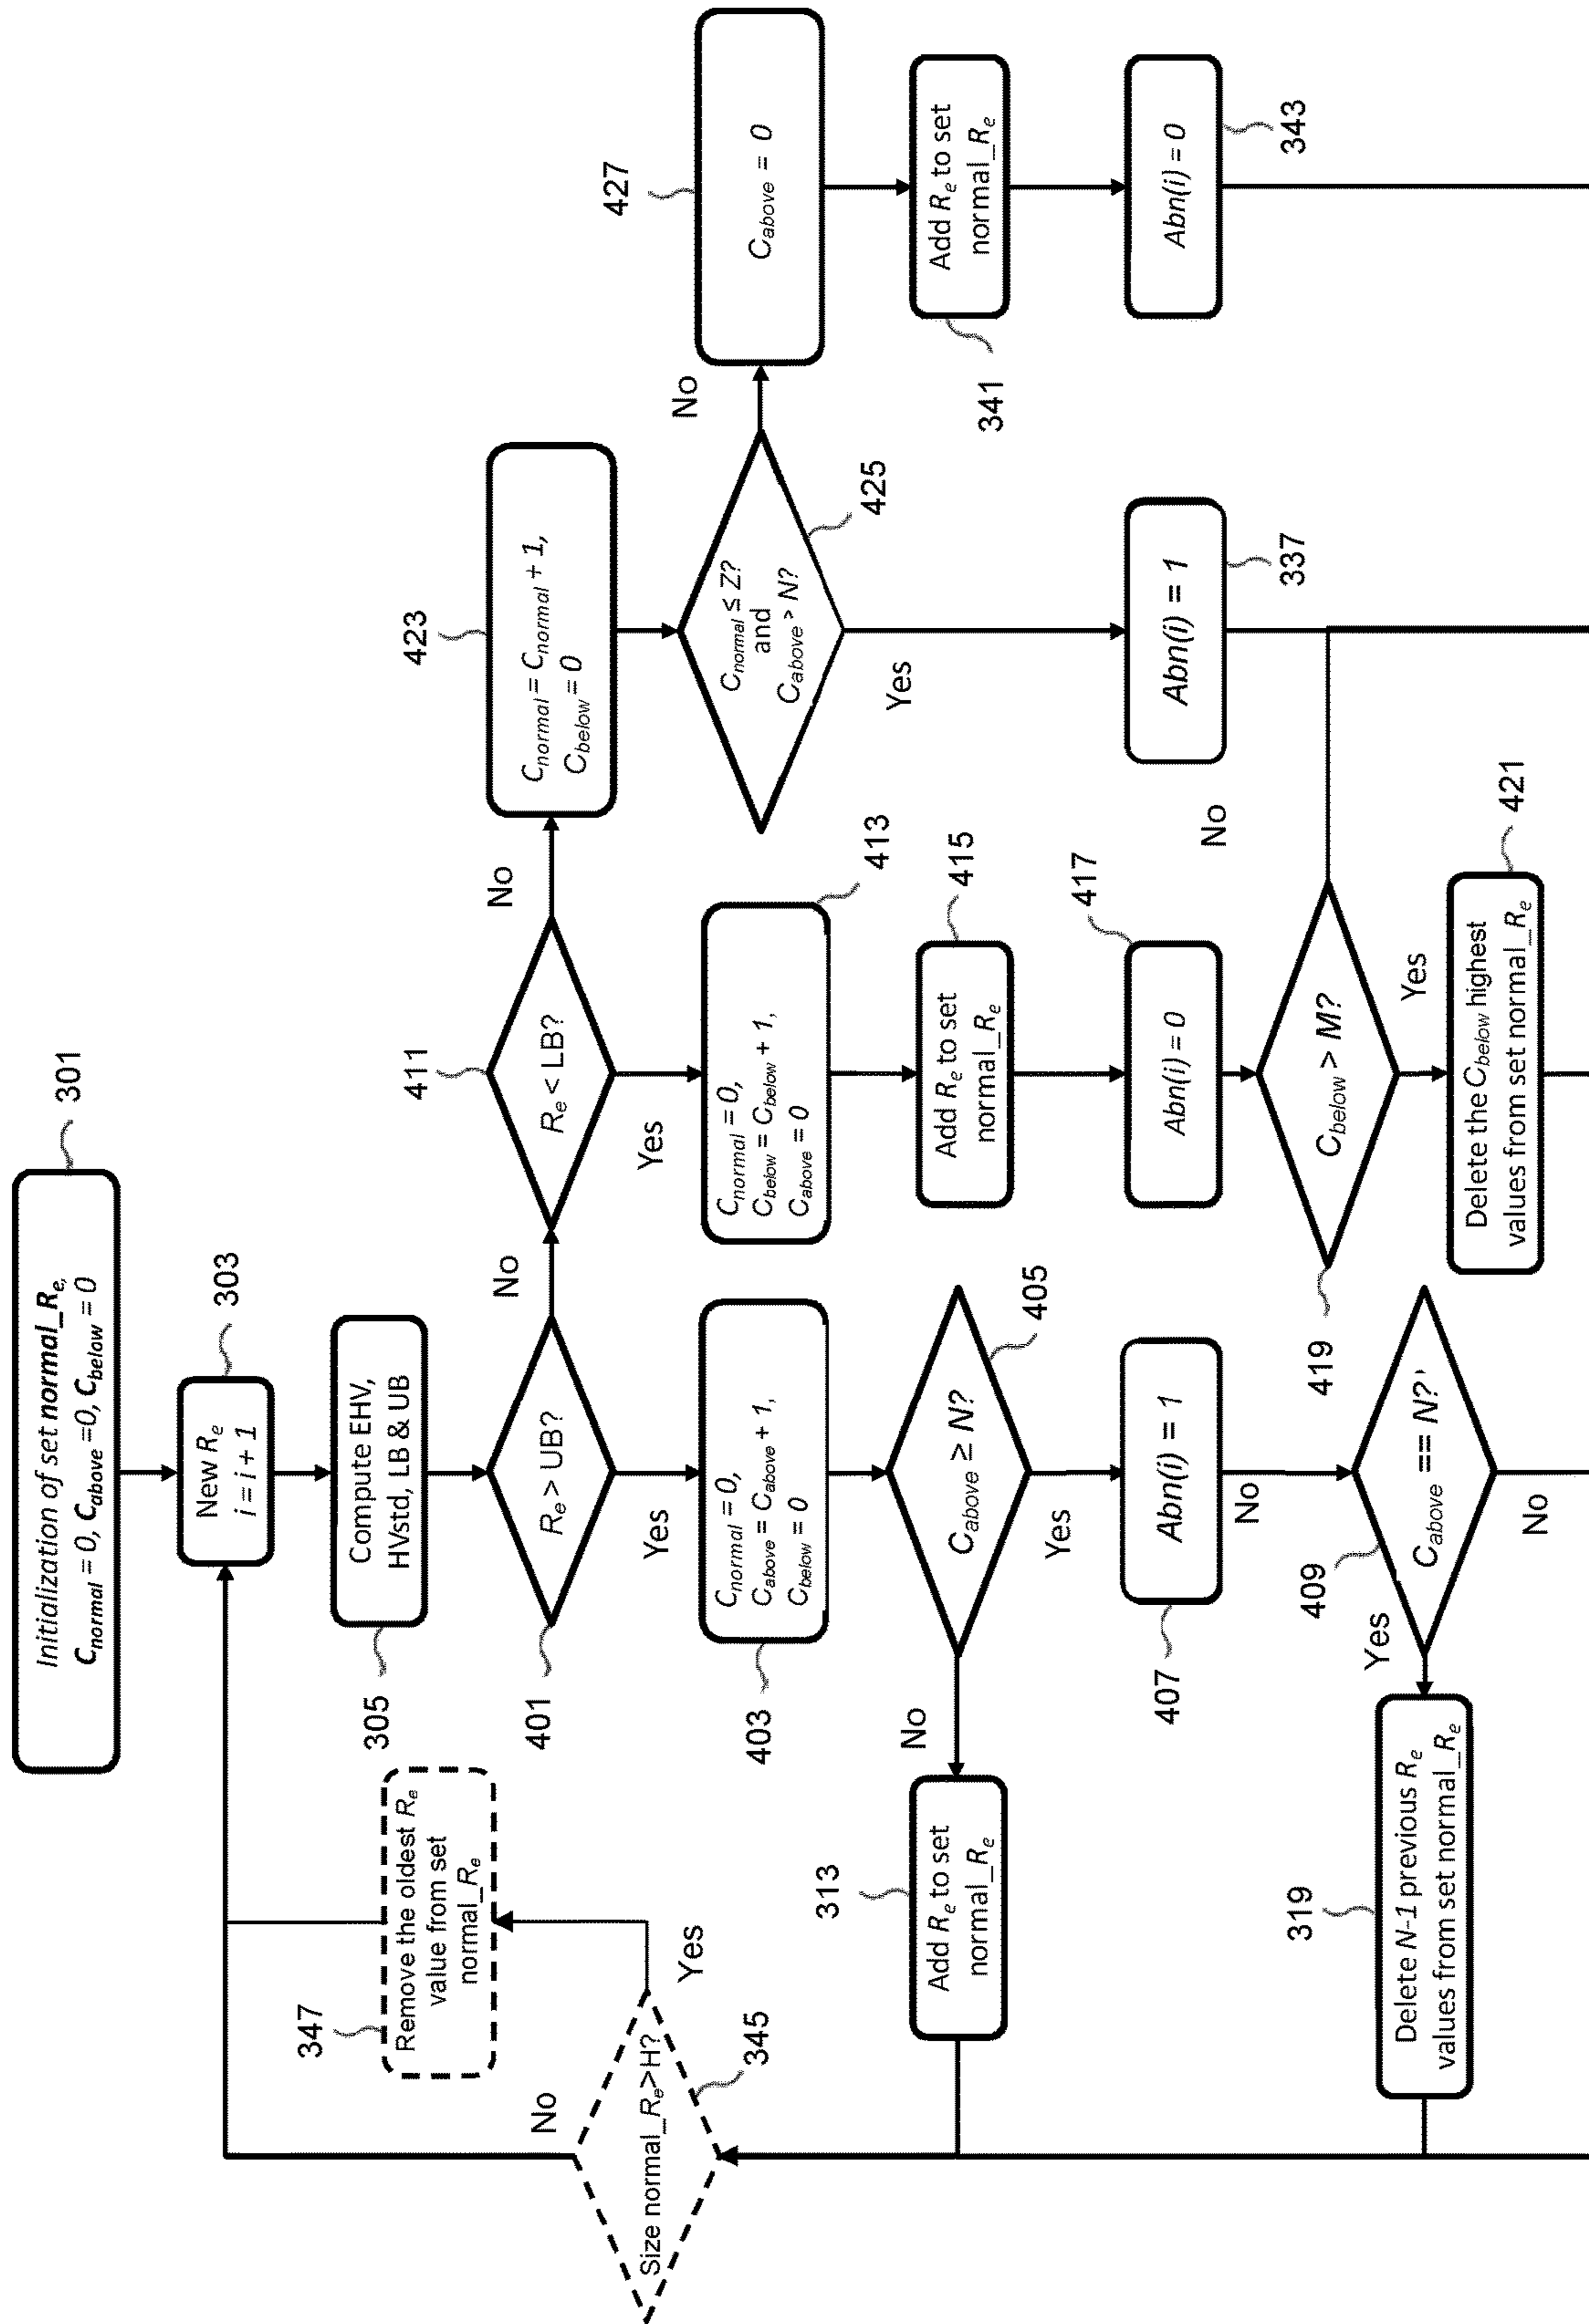 Initialization of set normal_Re,
Cnormal = 0, Cabove =0, Cbelow = 0
301
New Re
i = i + 1
303
Compute EHV,
HVstd, LB & UB
305
Re > UB?
401
No
Yes
Cnormal = 0,
Cabove = Cabove + 1,
Cbelow = 0
403
Cabove ≥ N?
405
No
Yes
Add Re to set
normal_Re
313
Abn(i) = 1
407
No
Cabove == N?'
409
Yes
No
Delete N-1 previous Re
values from set normal_Re
319
Size normal_Re>H?
345
No
Yes
Remove the oldest Re
value from set
normal_Re
347
Re < LB?
411
No
Yes
Cnormal = 0,
Cbelow = Cbelow + 1,
Cabove = 0
413
Add Re to set
normal_Re
415
Abn(i) = 0
417
Cbelow > M?
419
No
Yes
Delete the Cbelow highest
values from set normal_Re
421
Cnormal = Cnormal + 1,
Cbelow = 0
423
Cnormal ≤ Z?
and
Cabove > N?
425
No
Yes
Abn(i) = 1
337
Cabove = 0
427
Add Re to set
normal_Re
341
Abn(i) = 0
343